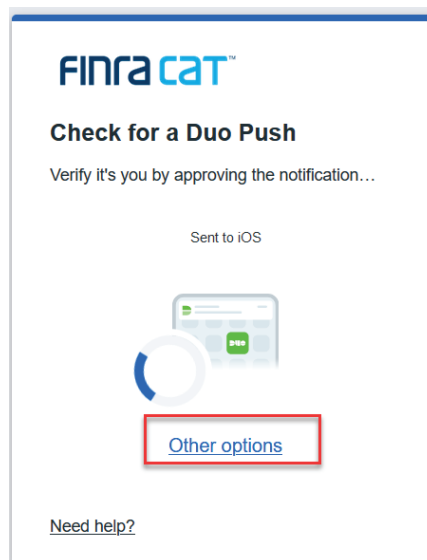 FINRA CAT™
Check for a Duo Push
Verify it's you by approving the notification...
Sent to iOS
DUO
Other options
Need help?